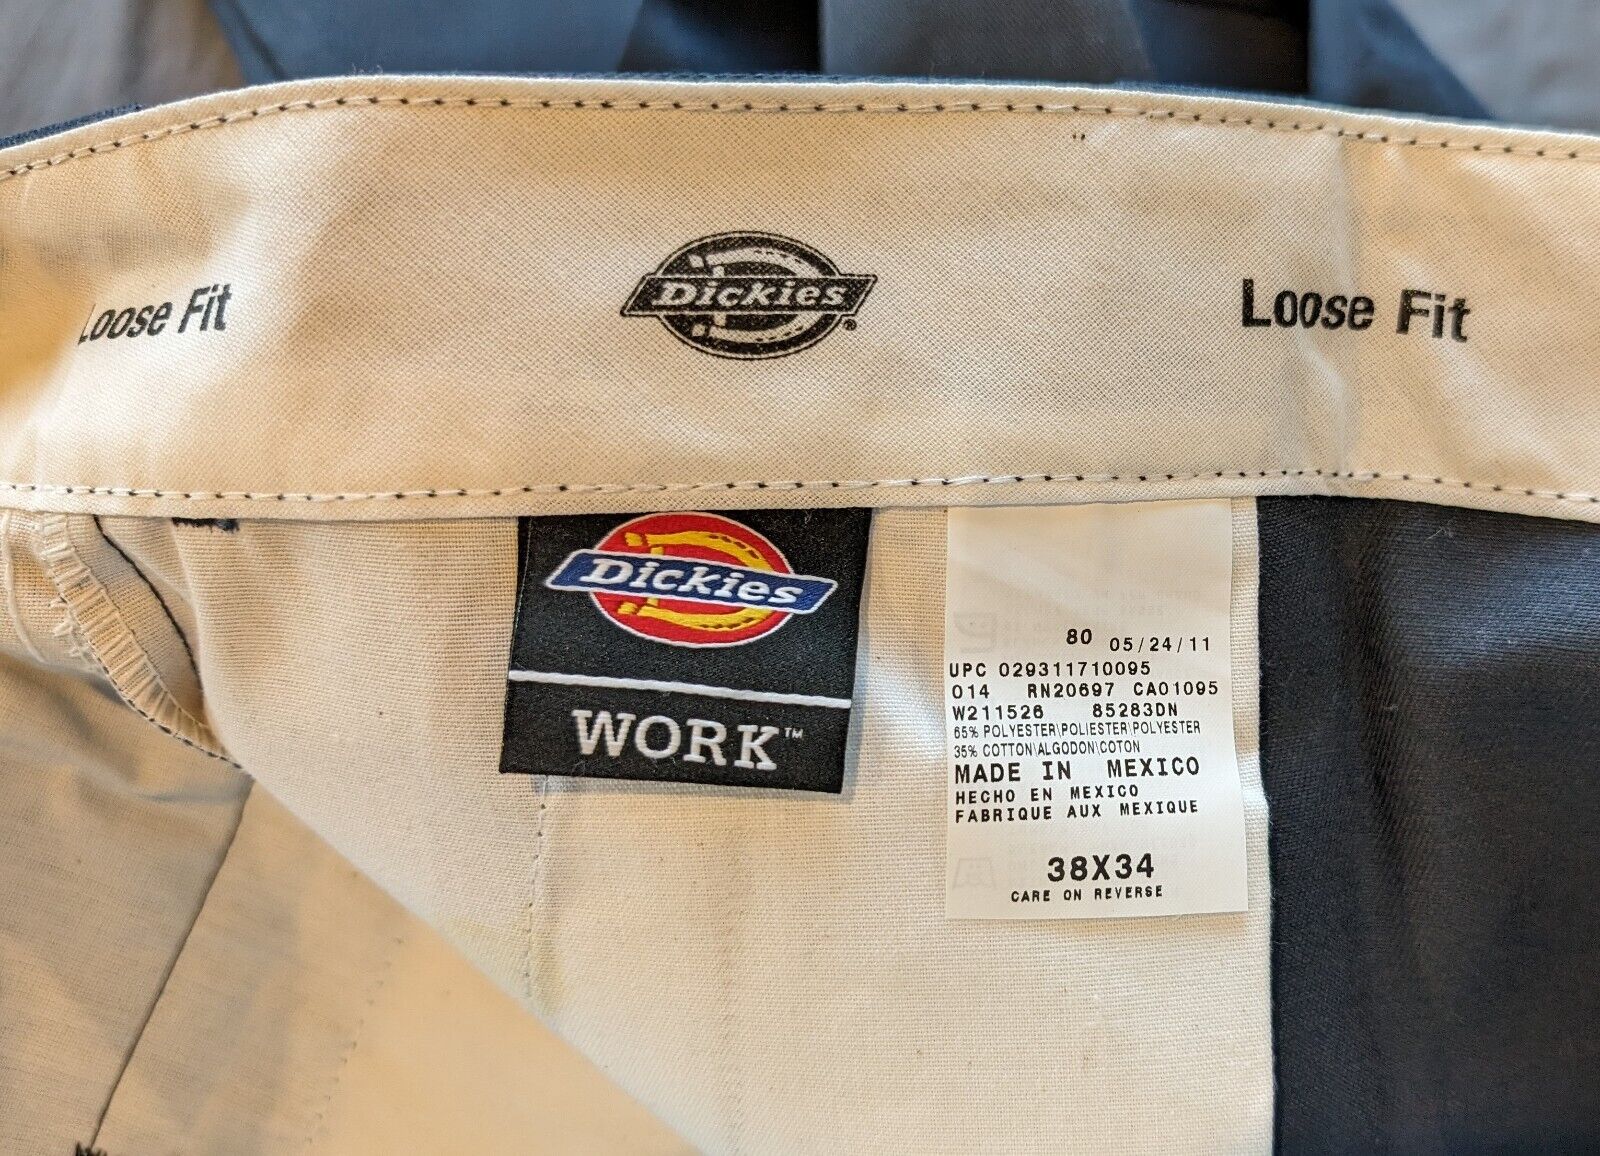 Loose Fit
Dickies®
Loose Fit
Dickies
WORK™
80 05/24/11
UPC 029311710095
014 RN20697 CA01095
W211526 85283DN
65% POLYESTER\POLIESTER\POLYESTER
35% COTTON\ALGODON\COTON
MADE IN MEXICO
HECHO EN MEXICO
FABRIQUE AUX MEXIQUE
38X34
CARE ON REVERSE